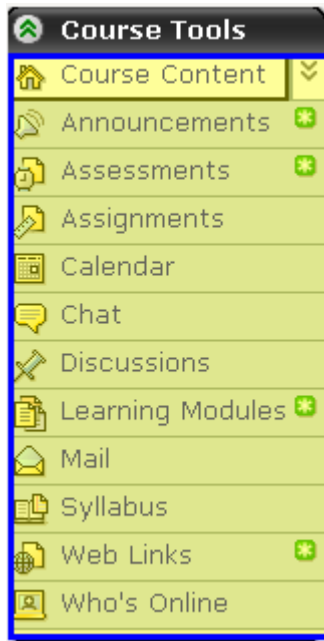 Course Tools
Course Content
Announcements
Assessments
Assignments
Calendar
Chat
Discussions
Learning Modules
Mail
Syllabus
Web Links
Who's Online